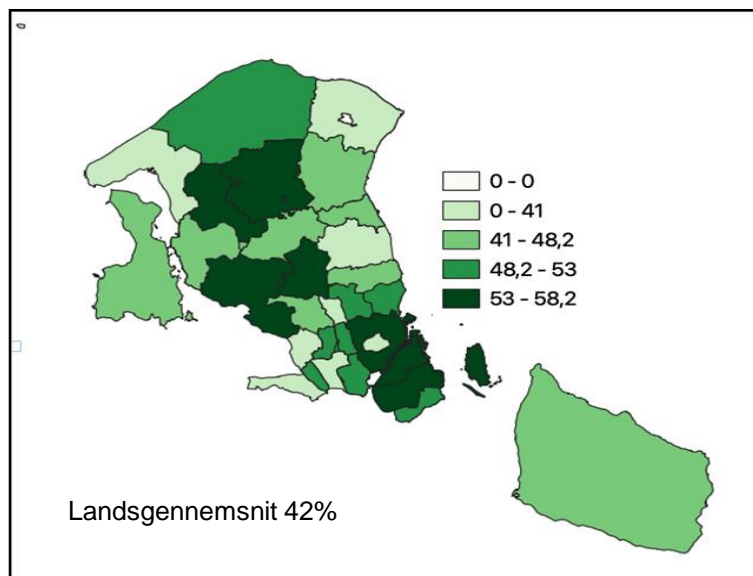 0 - 0
0 - 41
41 - 48,2
48,2 - 53
53 - 58,2
Landsgennemsnit 42%